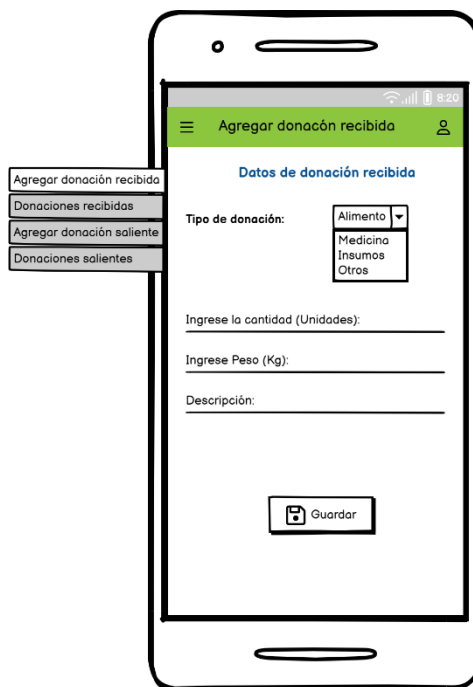 8:20
Agregar donacón recibida
Agregar donación recibida
Donaciones recibidas
Agregar donación saliente
Donaciones salientes
Datos de donación recibida
Tipo de donación:
Alimento
Medicina
Insumos
Otros
Ingrese la cantidad (Unidades):
Ingrese Peso (Kg):
Descripción:
Guardar